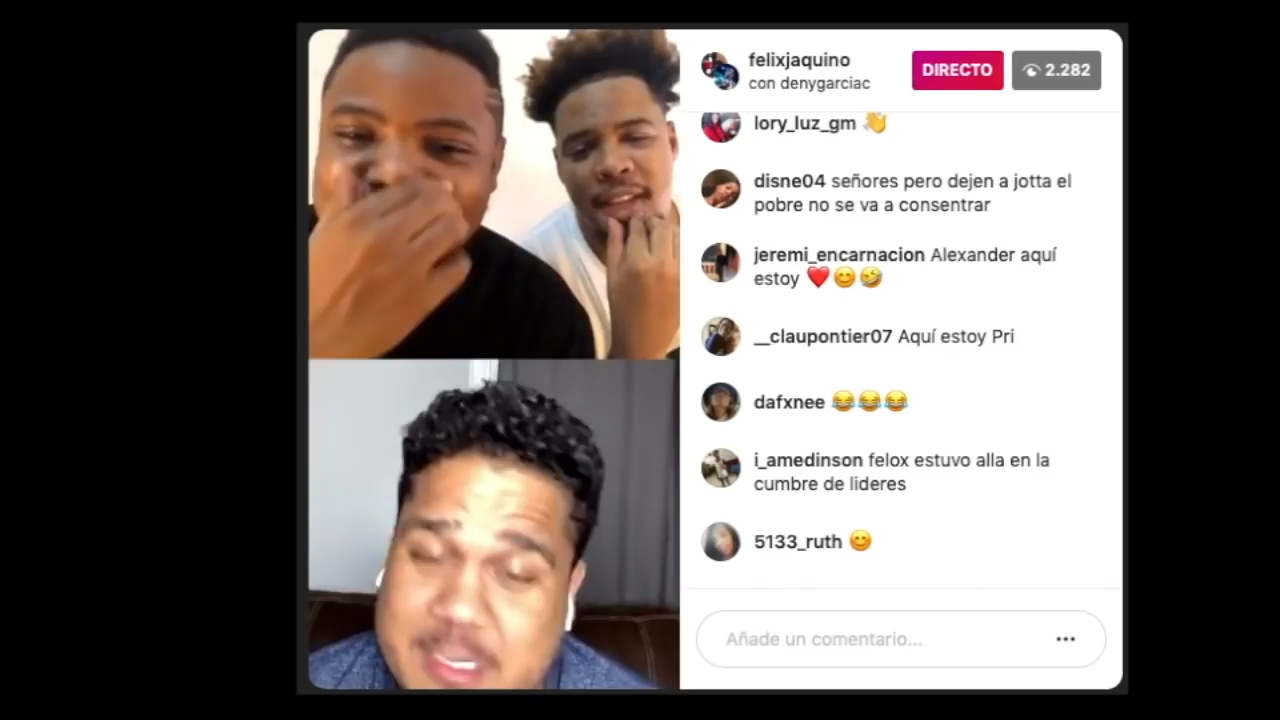 felixjaquino
con denygarciac
DIRECTO
2.282
lory_luz_gm 👋
disne04 señores pero dejen a jotta el
pobre no se va a consentrar
jeremi_encarnacion Alexander aquí
estoy ❤️😊🤣
__claupontier07 Aquí estoy Pri
dafxnee 😂😂😂
i_amedinson felox estuvo alla en la
cumbre de lideres
5133_ruth 😊
Añade un comentario...